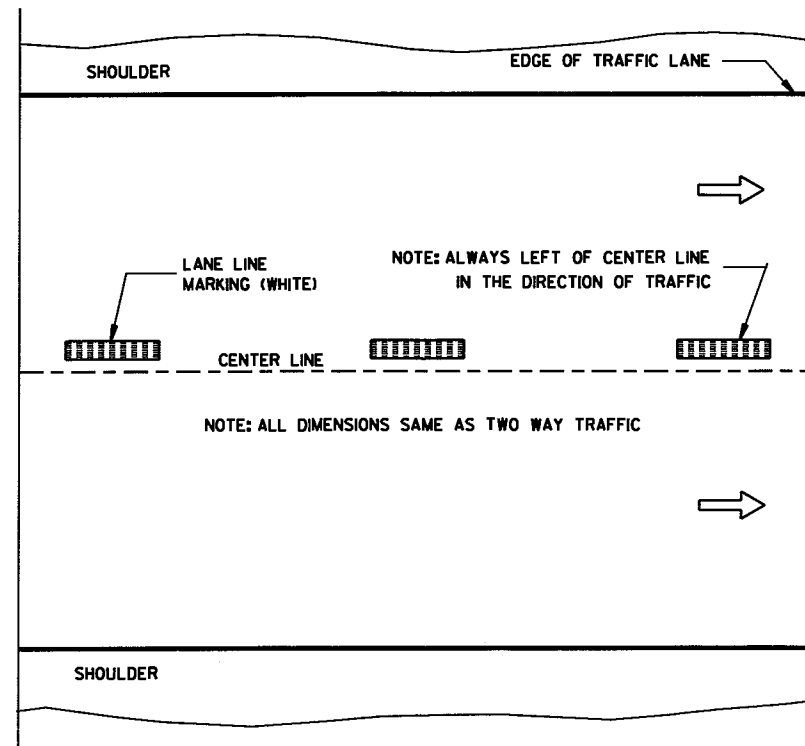 SHOULDER
EDGE OF TRAFFIC LANE
LANE LINE
MARKING (WHITE)
NOTE: ALWAYS LEFT OF CENTER LINE
IN THE DIRECTION OF TRAFFIC
CENTER LINE
NOTE: ALL DIMENSIONS SAME AS TWO WAY TRAFFIC
SHOULDER